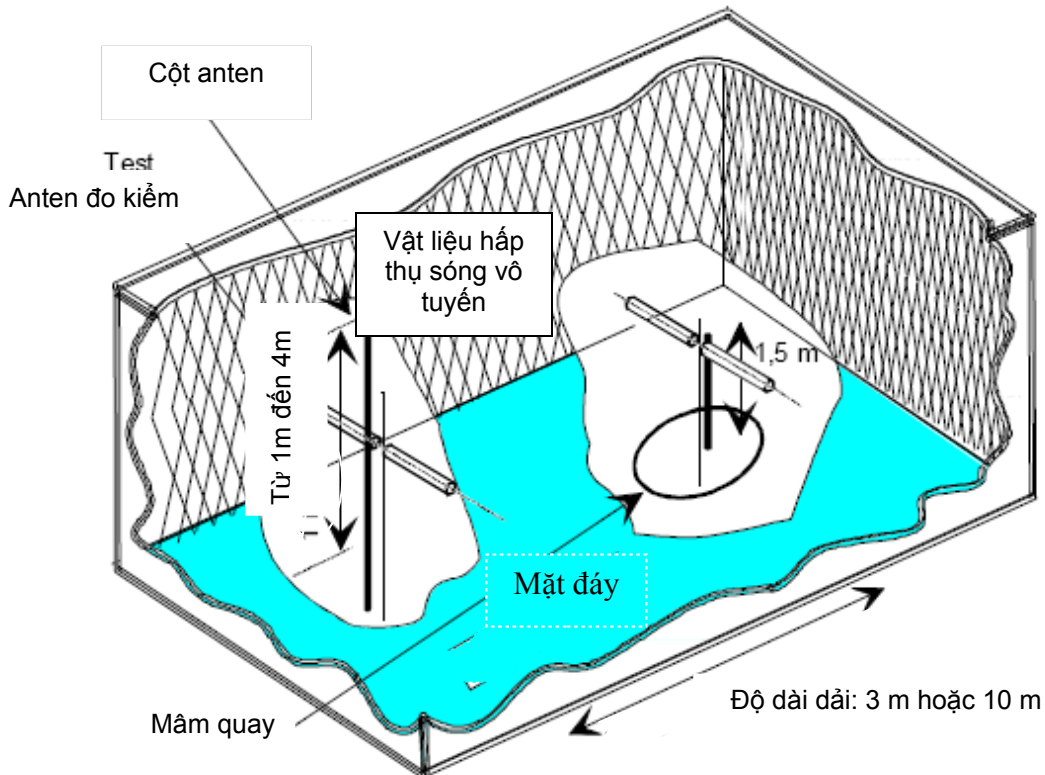 Cột anten
Test
Anten đo kiểm
Vật liệu hấp
thụ sóng vô
tuyến
Từ 1m đến 4m
1,5 m
Mặt đáy
Mâm quay
Độ dài dải: 3 m hoặc 10 m